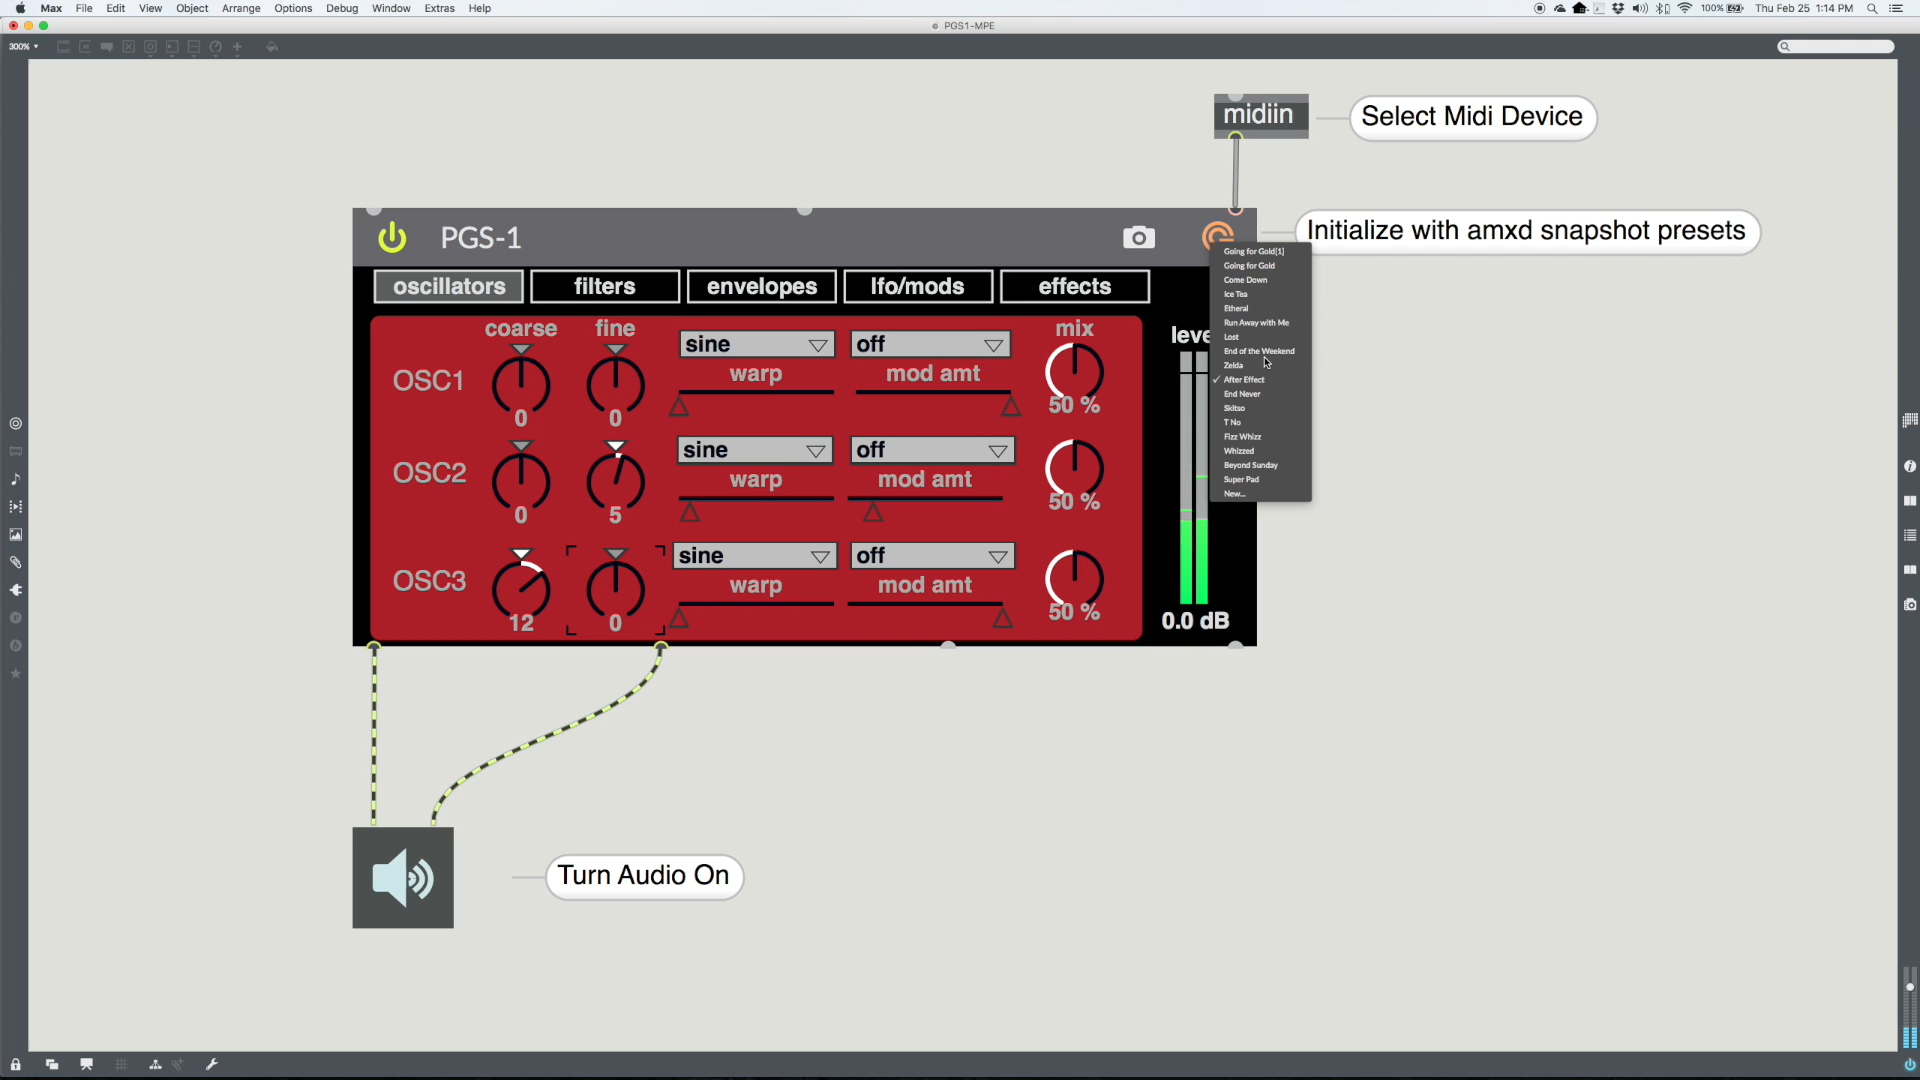 Max File Edit View Object Arrange Options Debug Window Extras Help
100% Thu Feb 25 1:14 PM
PGS1-MPE
300%
midiin
Select Midi Device
PGS-1
Initialize with amxd snapshot presets
oscillators filters envelopes lfo/mods effects
Going for Gold[1]
Going for Gold
Come Down
Ice Tea
Etheral
Run Away with Me
Lost
End of the Weekend
Zelda
✓ After Effect
End Never
Skitso
T No
Fizz Whizz
Whizzed
Beyond Sunday
Super Pad
New...
coarse fine mix
leve
OSC1
sine off
warp mod amt
0 0 50 %
OSC2
sine off
warp mod amt
0 5 50 %
OSC3
sine off
warp mod amt
12 0 50 %
0.0 dB
Turn Audio On